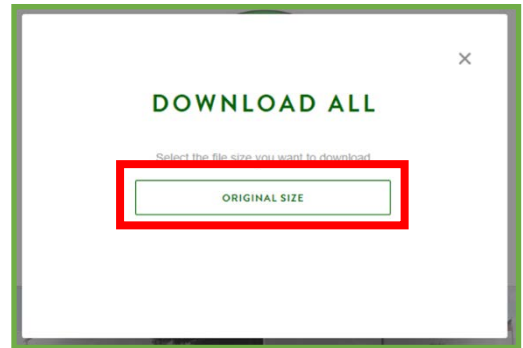 DOWNLOAD ALL
Select the file size you want to download
ORIGINAL SIZE